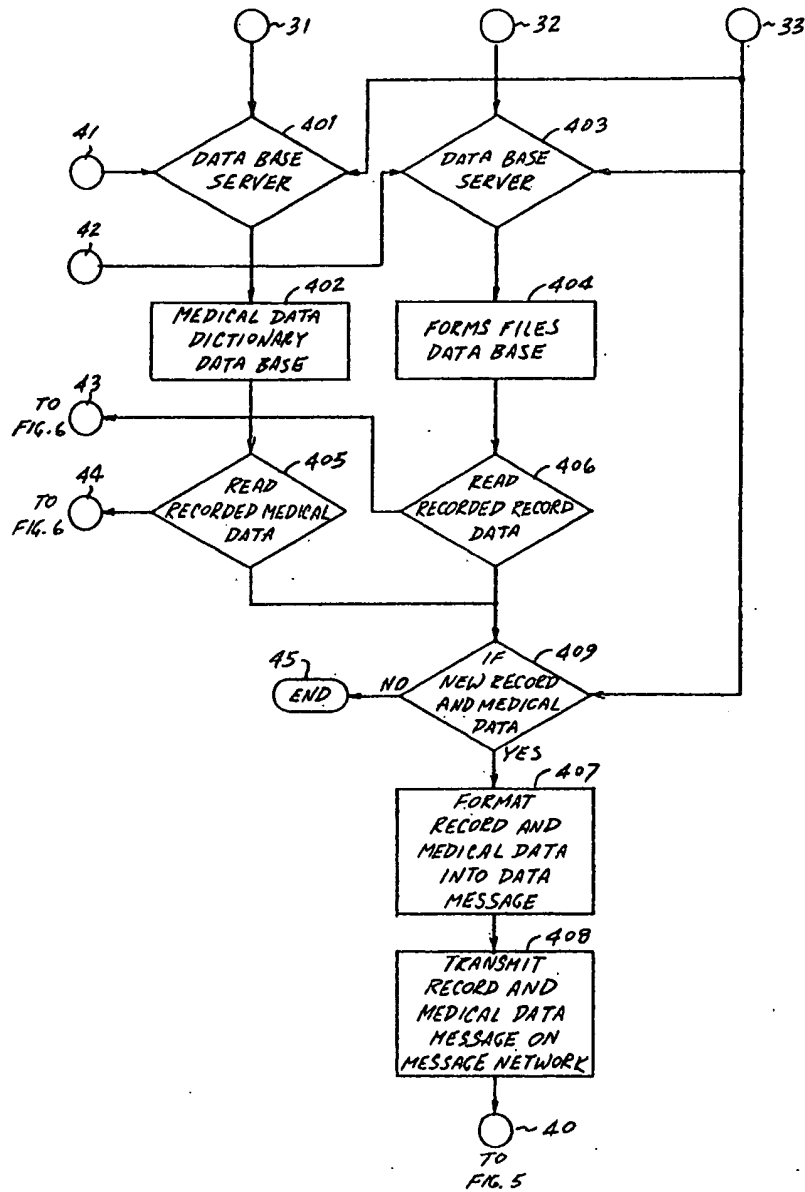 31
32
33
401
41
DATA BASE
SERVER
403
DATA BASE
SERVER
42
402
MEDICAL DATA
DICTIONARY
DATA BASE
404
FORMS FILES
DATA BASE
43
TO
FIG. 6
405
READ
RECORDED MEDICAL
DATA
406
READ
RECORDED RECORD
DATA
44
TO
FIG. 6
409
IF
NEW RECORD
AND MEDICAL
DATA
45
END
NO
YES
407
FORMAT
RECORD AND
MEDICAL DATA
INTO DATA
MESSAGE
408
TRANSMIT
RECORD AND
MEDICAL DATA
MESSAGE ON
MESSAGE NETWORK
40
TO
FIG. 5